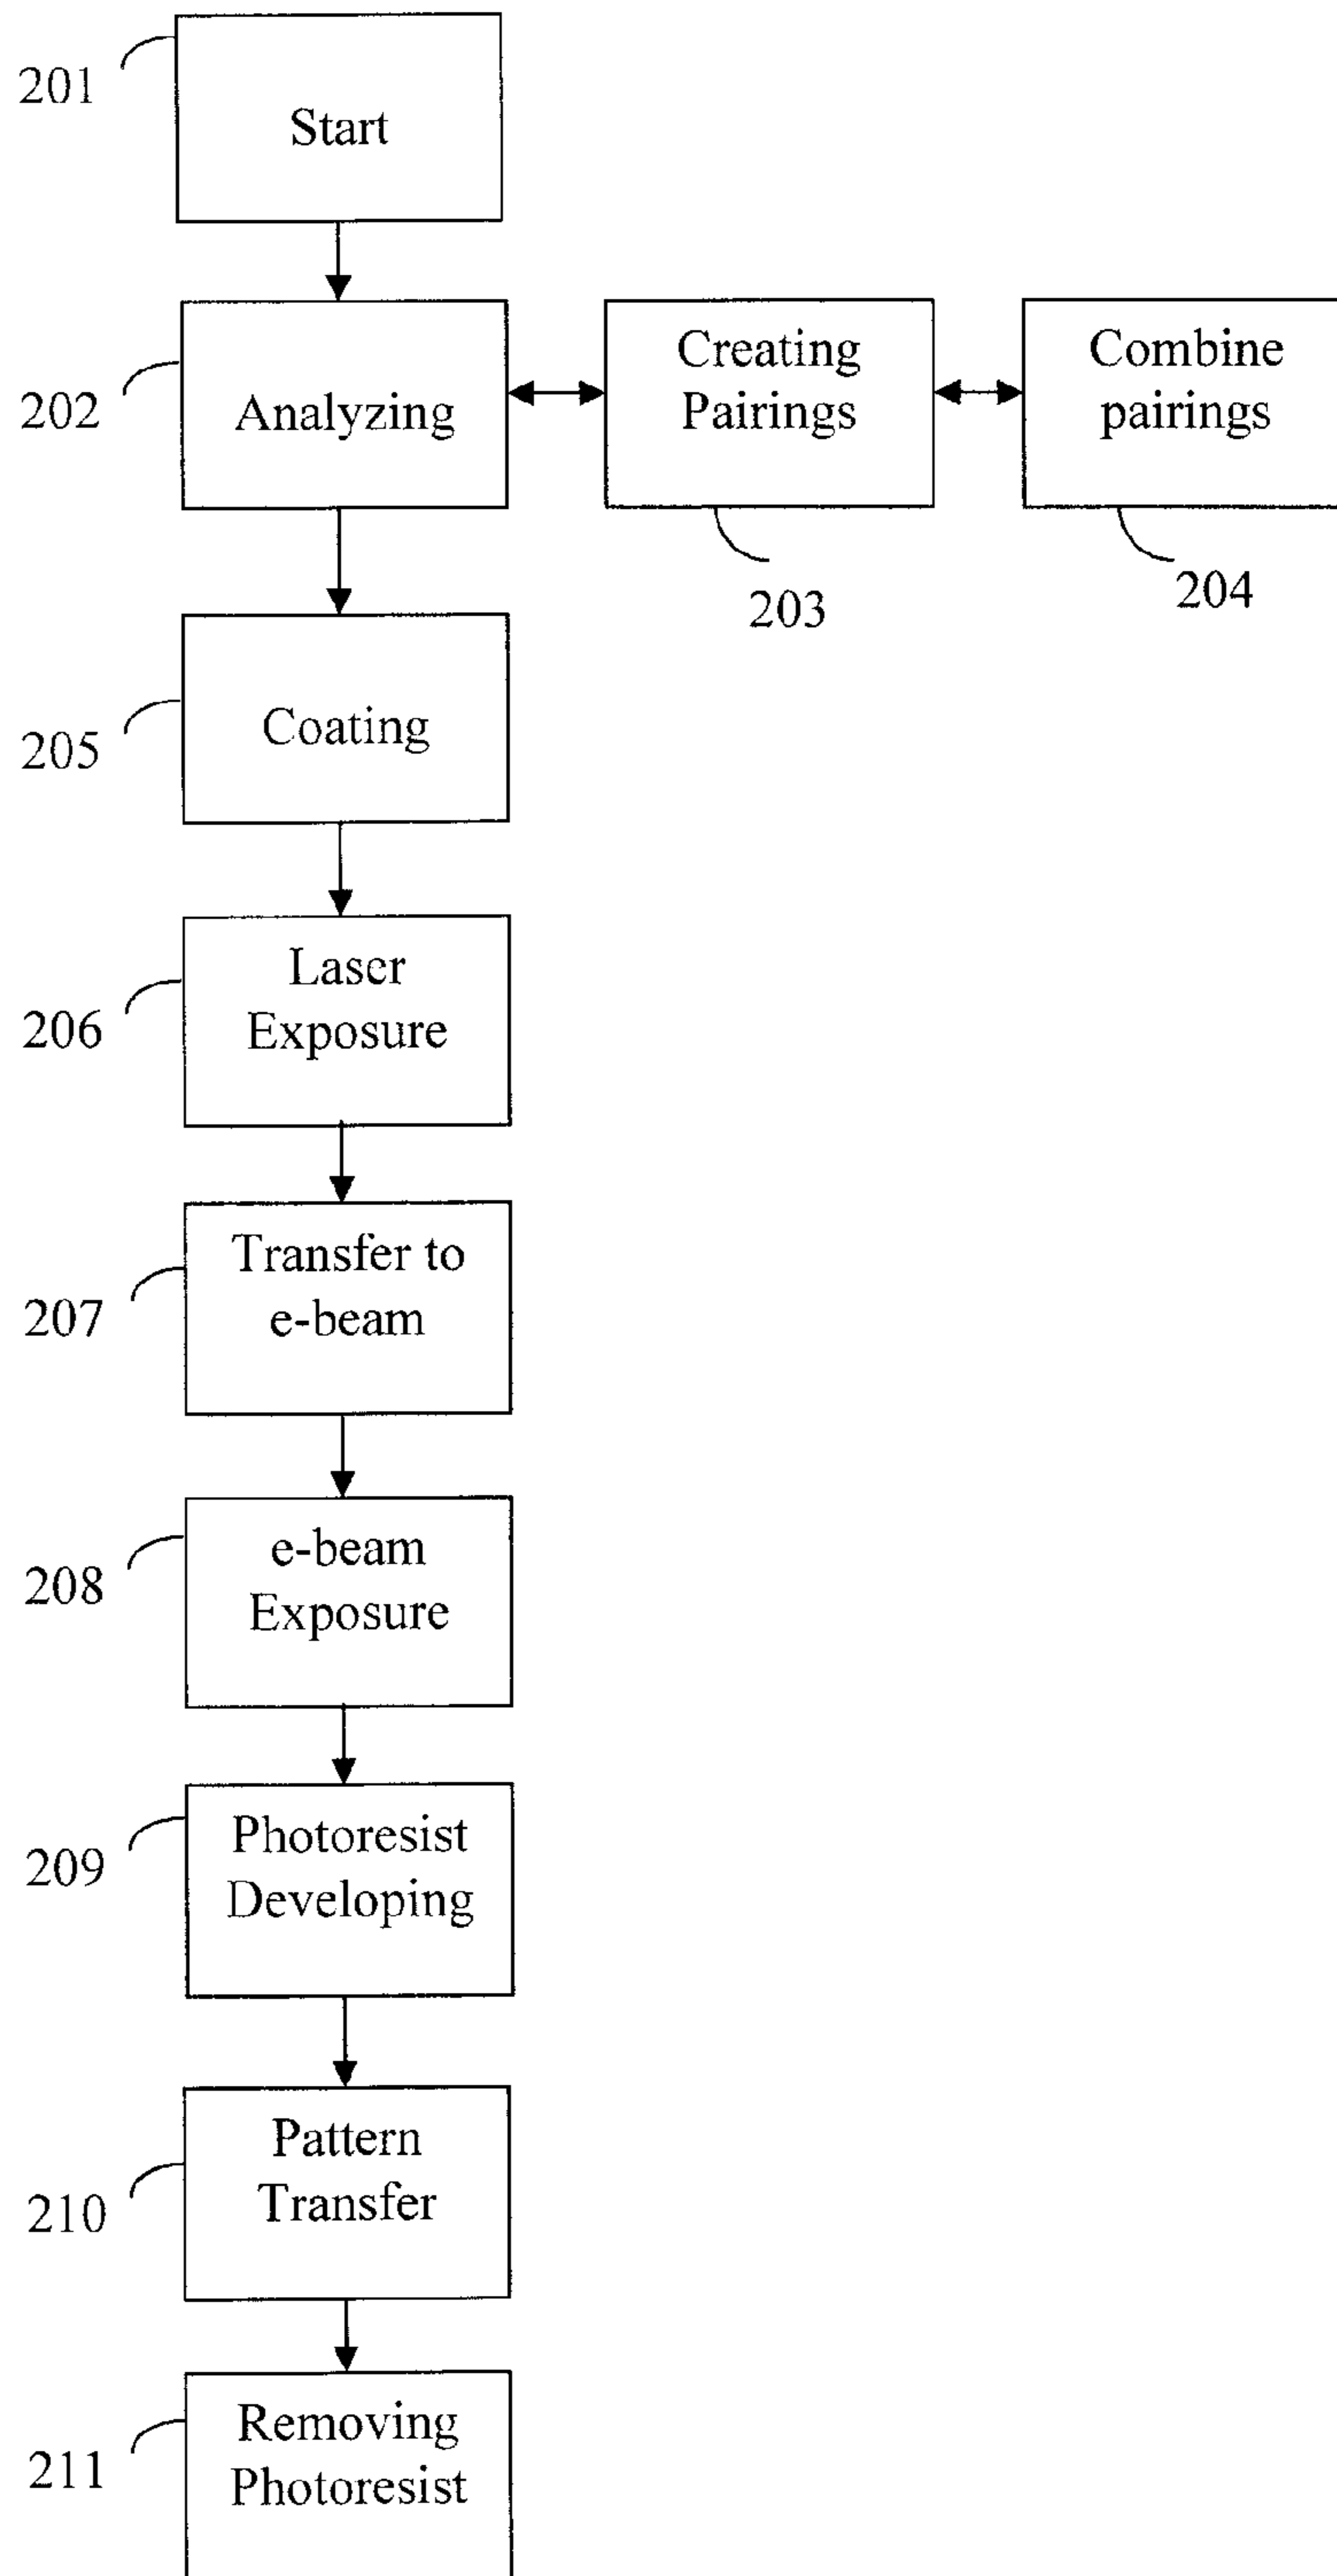 201
Start
202
Analyzing
Creating
Pairings
203
Combine
pairings
204
205
Coating
206
Laser
Exposure
207
Transfer to
e-beam
208
e-beam
Exposure
209
Photoresist
Developing
210
Pattern
Transfer
211
Removing
Photoresist